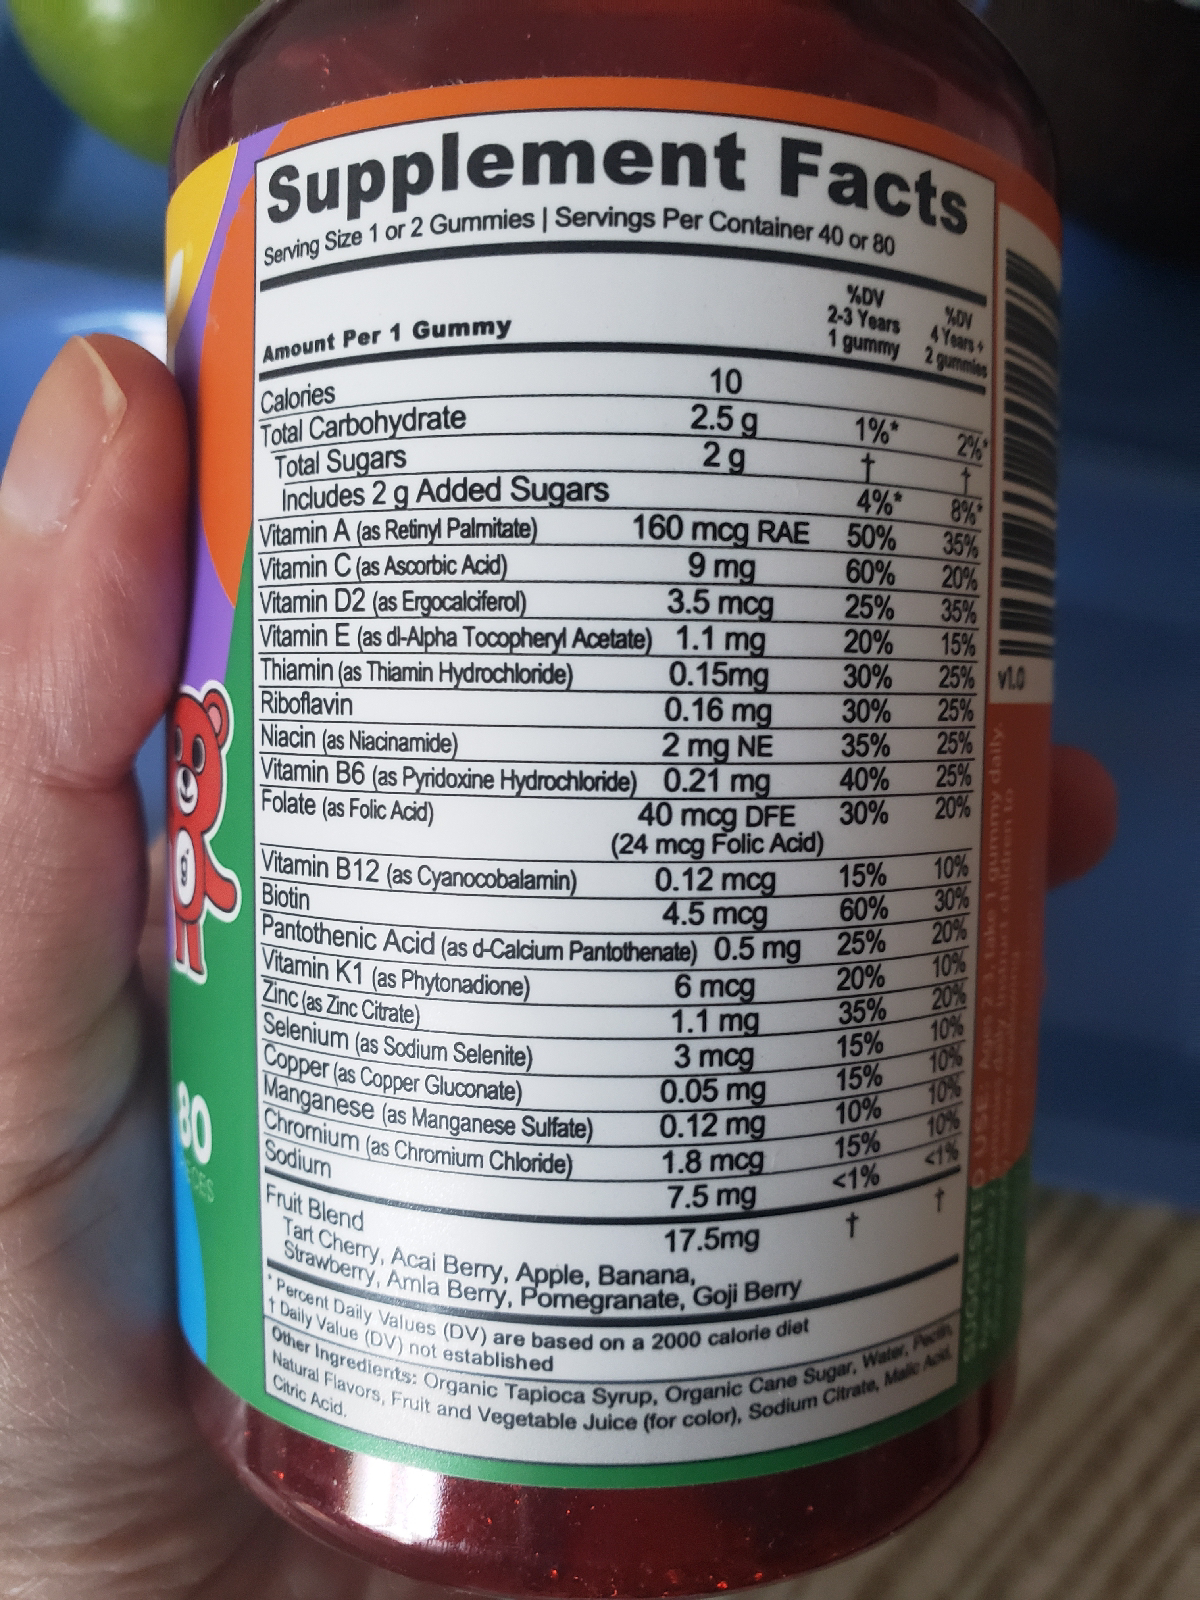 Supplement Facts
Serving Size 1 or 2 Gummies | Servings Per Container 40 or 80
Amount Per 1 Gummy %DV 2-3 Years 1 gummy %DV 4 Years + 2 gummies
Calories 10
Total Carbohydrate 2.5 g 1%* 2%*
Total Sugars 2 g † †
Includes 2 g Added Sugars 4%* 8%*
Vitamin A (as Retinyl Palmitate) 160 mcg RAE 50% 35%
Vitamin C (as Ascorbic Acid) 9 mg 60% 20%
Vitamin D2 (as Ergocalciferol) 3.5 mcg 25% 35%
Vitamin E (as dl-Alpha Tocopheryl Acetate) 1.1 mg 20% 15%
Thiamin (as Thiamin Hydrochloride) 0.15mg 30% 25%
Riboflavin 0.16 mg 30% 25%
Niacin (as Niacinamide) 2 mg NE 35% 25%
Vitamin B6 (as Pyridoxine Hydrochloride) 0.21 mg 40% 25%
Folate (as Folic Acid) 40 mcg DFE 30% 20%
(24 mcg Folic Acid)
Vitamin B12 (as Cyanocobalamin) 0.12 mcg 15% 10%
Biotin 4.5 mcg 60% 30%
Pantothenic Acid (as d-Calcium Pantothenate) 0.5 mg 25% 20%
Vitamin K1 (as Phytonadione) 6 mcg 20% 10%
Zinc (as Zinc Citrate) 1.1 mg 35% 20%
Selenium (as Sodium Selenite) 3 mcg 15% 10%
Copper (as Copper Gluconate) 0.05 mg 15% 10%
Manganese (as Manganese Sulfate) 0.12 mg 10% 10%
Chromium (as Chromium Chloride) 1.8 mcg 15% 10%
Sodium 7.5 mg <1% <1%
Fruit Blend 17.5mg † †
Tart Cherry, Acai Berry, Apple, Banana,
Strawberry, Amla Berry, Pomegranate, Goji Berry
* Percent Daily Values (DV) are based on a 2000 calorie diet
† Daily Value (DV) not established
Other Ingredients: Organic Tapioca Syrup, Organic Cane Sugar, Water, Pectin,
Natural Flavors, Fruit and Vegetable Juice (for color), Sodium Citrate, Malic Acid,
Citric Acid.
v1.0
80
g